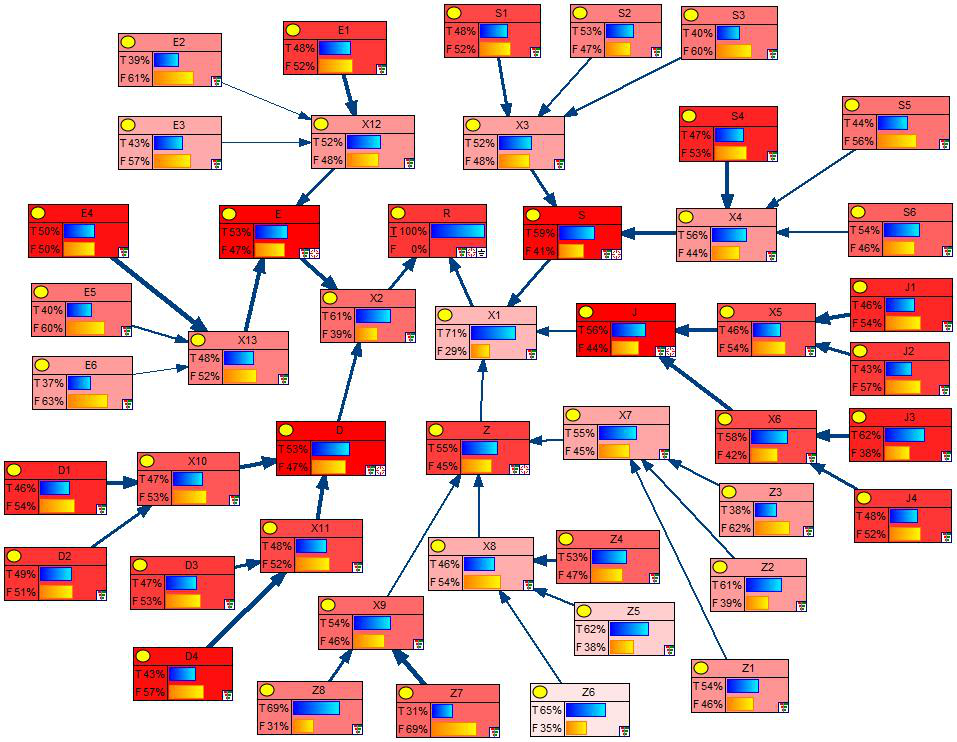 E2
T 39%
F 61%
E1
T 48%
F 52%
S1
T 48%
F 52%
S2
T 53%
F 47%
S3
T 40%
F 60%
E3
T 43%
F 57%
X12
T 52%
F 48%
X3
T 52%
F 48%
S4
T 47%
F 53%
S5
T 44%
F 56%
E4
T 50%
F 50%
E
T 53%
F 47%
R
T 100%
F 0%
S
T 59%
F 41%
X4
T 56%
F 44%
S6
T 54%
F 46%
E5
T 40%
F 60%
X2
T 61%
F 39%
X1
T 71%
F 29%
J
T 56%
F 44%
X5
T 46%
F 54%
J1
T 46%
F 54%
E6
T 37%
F 63%
X13
T 48%
F 52%
J2
T 43%
F 57%
D
T 53%
F 47%
Z
T 55%
F 45%
X7
T 55%
F 45%
X6
T 58%
F 42%
J3
T 62%
F 38%
D1
T 46%
F 54%
X10
T 47%
F 53%
Z3
T 38%
F 62%
J4
T 48%
F 52%
D2
T 49%
F 51%
D3
T 47%
F 53%
X11
T 48%
F 52%
X8
T 46%
F 54%
Z4
T 53%
F 47%
Z2
T 61%
F 39%
X9
T 54%
F 46%
Z5
T 62%
F 38%
D4
T 43%
F 57%
Z8
T 69%
F 31%
Z7
T 31%
F 69%
Z6
T 65%
F 35%
Z1
T 54%
F 46%